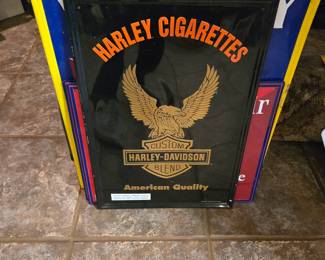 HARLEY CIGARETTES
CUSTOM
HARLEY-DAVIDSON
BLEND
American Quality